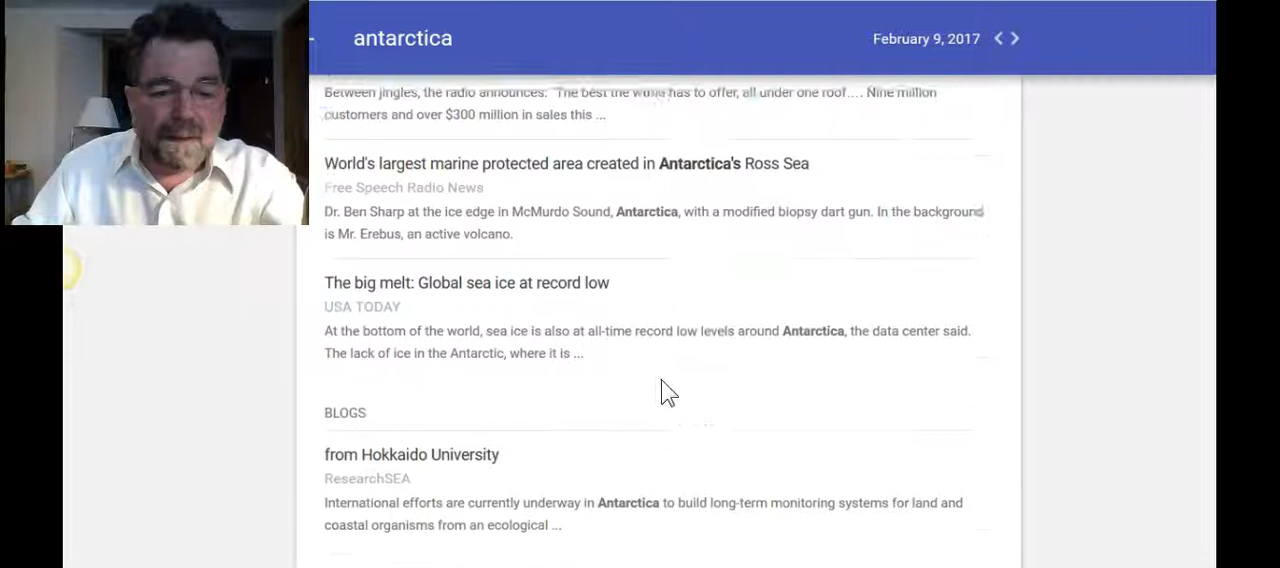 antarctica
February 9, 2017
Between jingles, the radio announces: "The best the world has to offer, all under one roof.... Nine million
customers and over $300 million in sales this ...
World's largest marine protected area created in Antarctica's Ross Sea
Free Speech Radio News
Dr. Ben Sharp at the ice edge in McMurdo Sound, Antarctica, with a modified biopsy dart gun. In the background
is Mr. Erebus, an active volcano.
The big melt: Global sea ice at record low
USA TODAY
At the bottom of the world, sea ice is also at all-time record low levels around Antarctica, the data center said.
The lack of ice in the Antarctic, where it is ...
BLOGS
from Hokkaido University
ResearchSEA
International efforts are currently underway in Antarctica to build long-term monitoring systems for land and
coastal organisms from an ecological ...